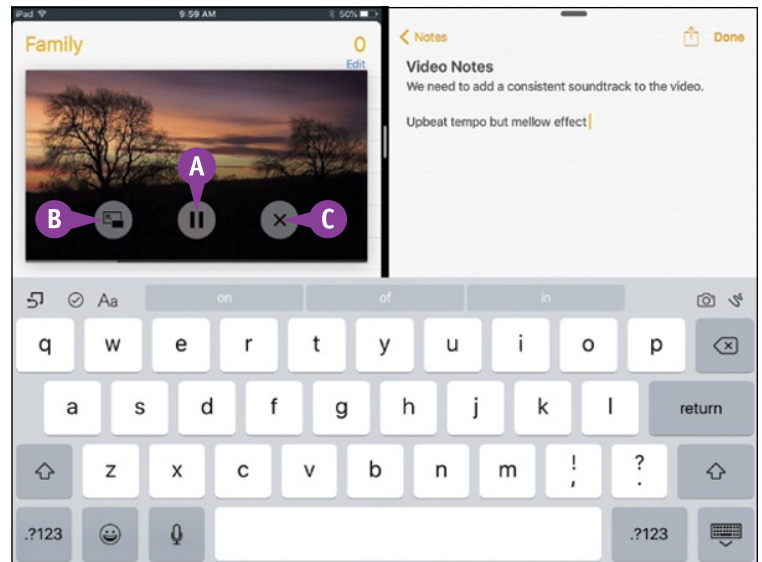 iPad 9:59 AM 50%
Family 0
Edit
A
B
C
Notes Done
Video Notes
We need to add a consistent soundtrack to the video.
Upbeat tempo but mellow effect
Aa on of in
q w e r t y u i o p
a s d f g h j k l return
z x c v b n m ! , ? .
.?123 .?123